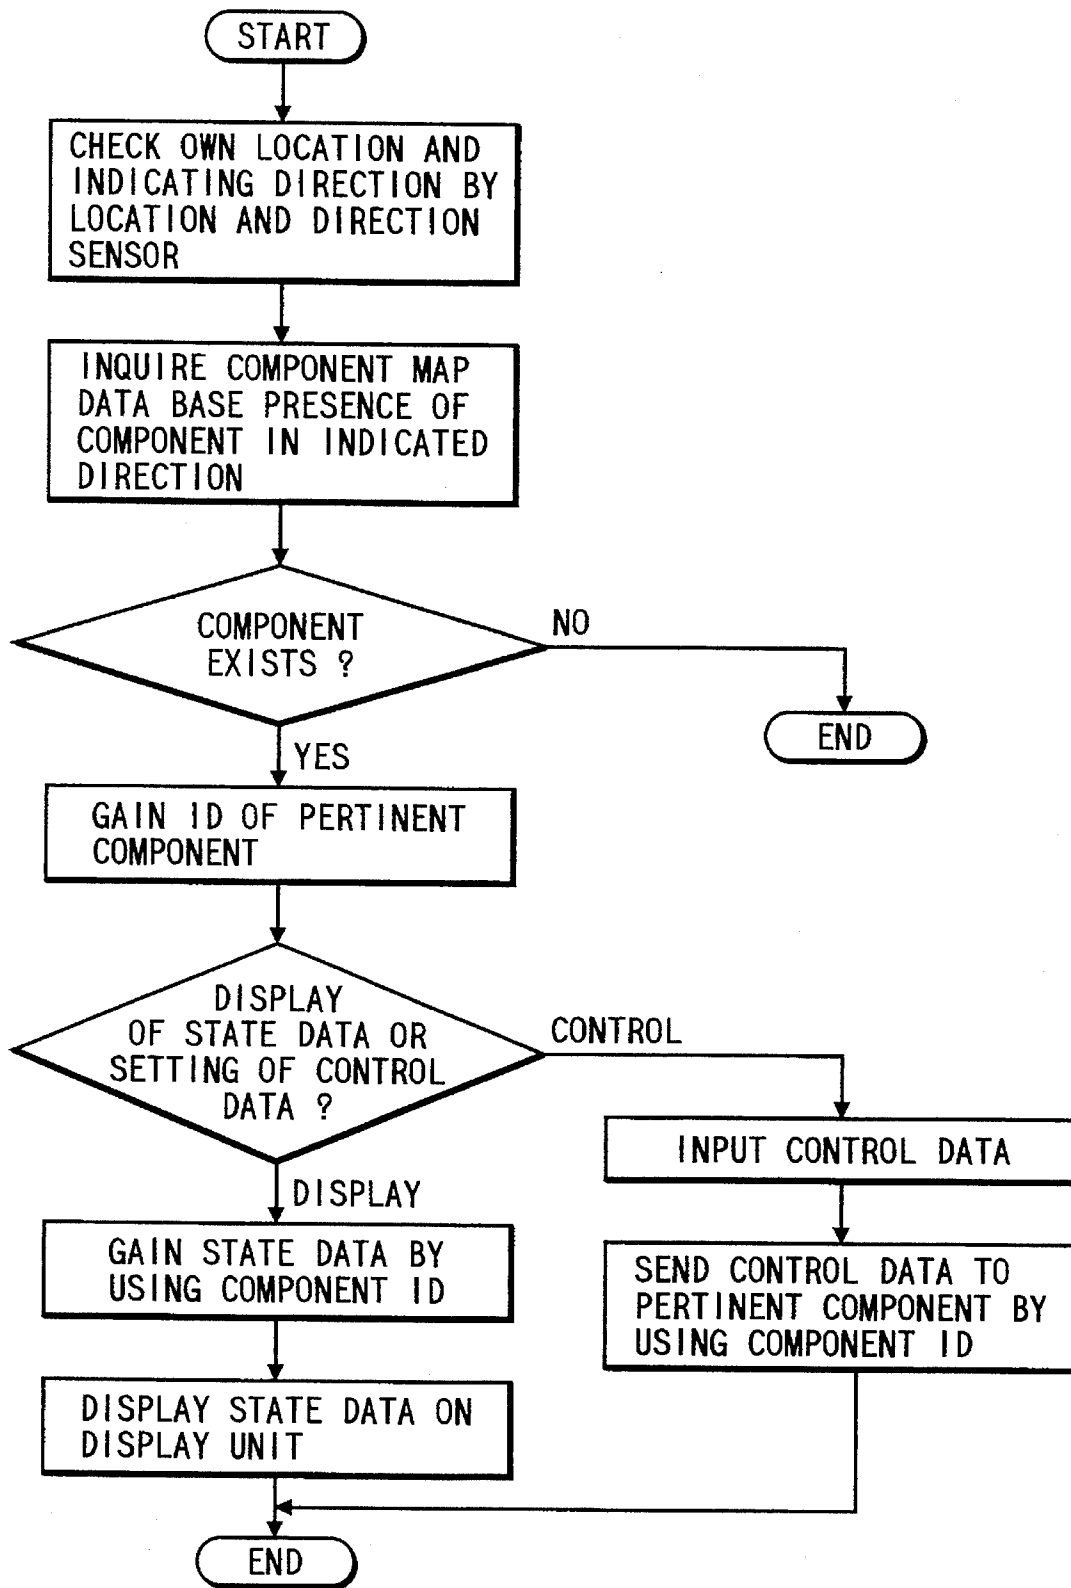 START
CHECK OWN LOCATION AND
INDICATING DIRECTION BY
LOCATION AND DIRECTION
SENSOR
INQUIRE COMPONENT MAP
DATA BASE PRESENCE OF
COMPONENT IN INDICATED
DIRECTION
COMPONENT
EXISTS ?
NO
END
YES
GAIN ID OF PERTINENT
COMPONENT
DISPLAY
OF STATE DATA OR
SETTING OF CONTROL
DATA ?
CONTROL
INPUT CONTROL DATA
SEND CONTROL DATA TO
PERTINENT COMPONENT BY
USING COMPONENT ID
DISPLAY
GAIN STATE DATA BY
USING COMPONENT ID
DISPLAY STATE DATA ON
DISPLAY UNIT
END